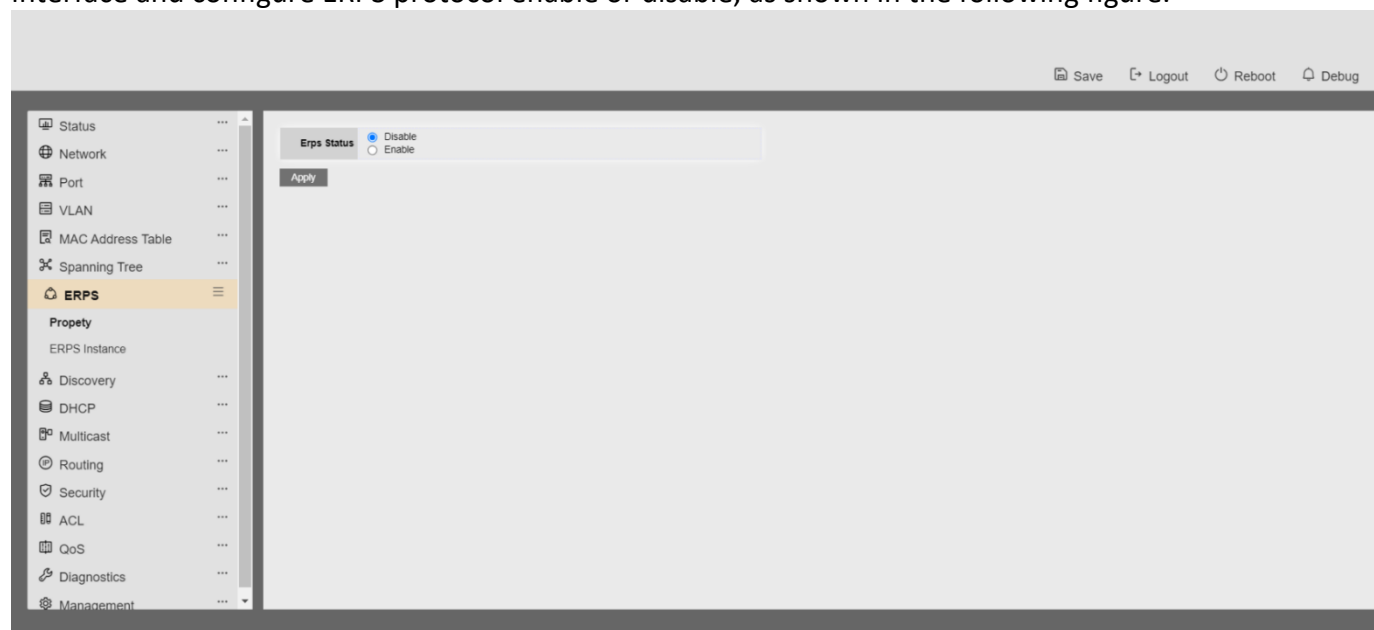 interface and configure ERPS protocol enable or disable, as shown in the following figure.
Save Logout Reboot Debug
Status
Network
Port
VLAN
MAC Address Table
Spanning Tree
ERPS
Propety
ERPS Instance
Discovery
DHCP
Multicast
Routing
Security
ACL
QoS
Diagnostics
Management
Erps Status
Disable
Enable
Apply